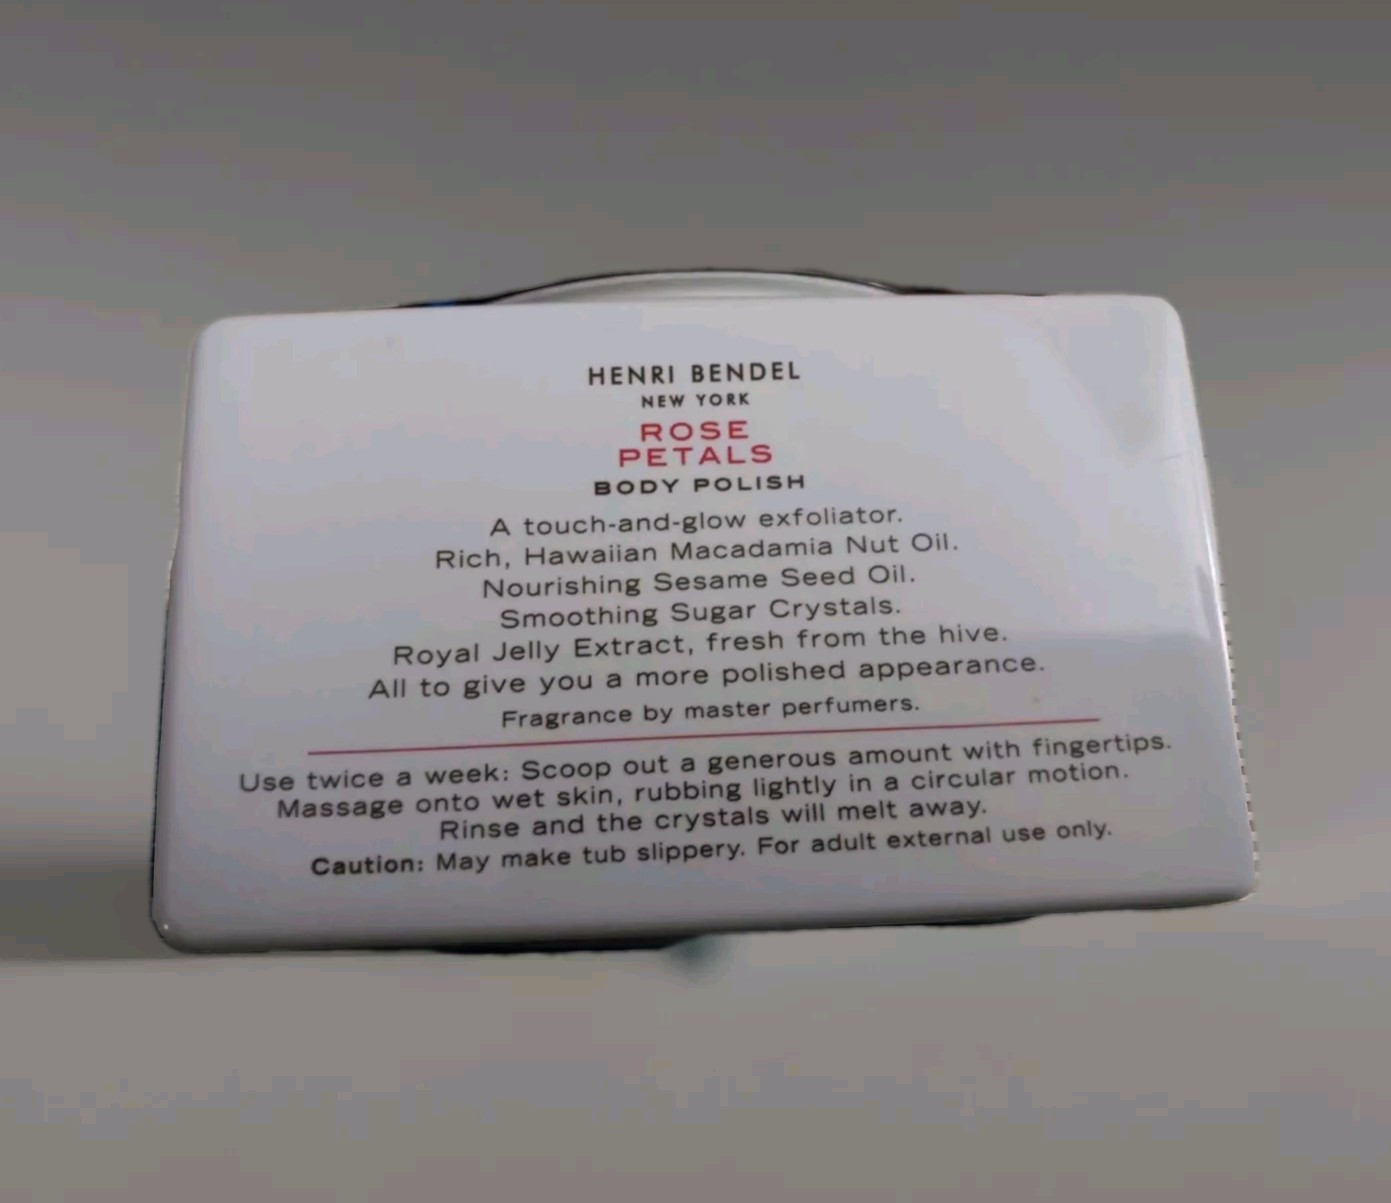 HENRI BENDEL
NEW YORK
ROSE
PETALS
BODY POLISH
A touch-and-glow exfoliator.
Rich, Hawaiian Macadamia Nut Oil.
Nourishing Sesame Seed Oil.
Smoothing Sugar Crystals.
Royal Jelly Extract, fresh from the hive.
All to give you a more polished appearance.
Fragrance by master perfumers.
Use twice a week: Scoop out a generous amount with fingertips.
Massage onto wet skin, rubbing lightly in a circular motion.
Rinse and the crystals will melt away.
Caution: May make tub slippery. For adult external use only.